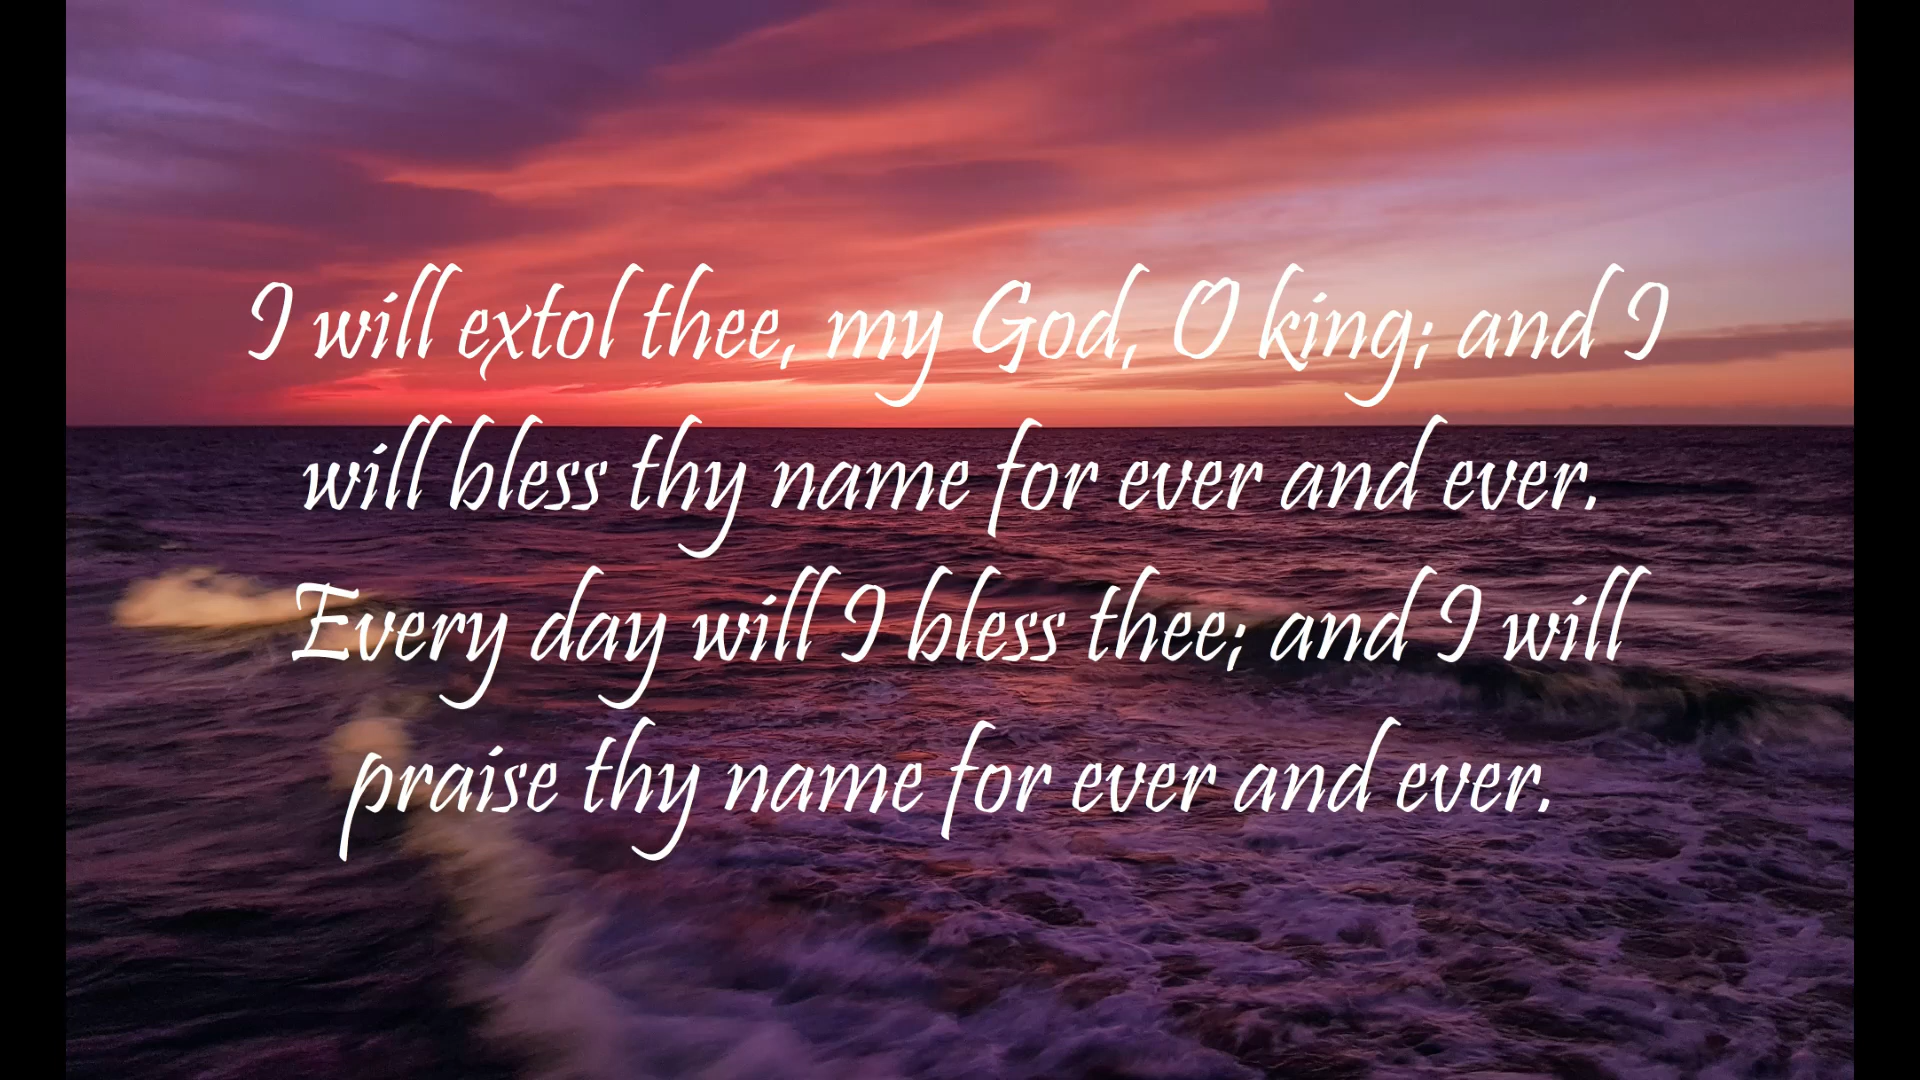 I will extol thee, my God, O king; and I
will bless thy name for ever and ever.
Every day will I bless thee; and I will
praise thy name for ever and ever.